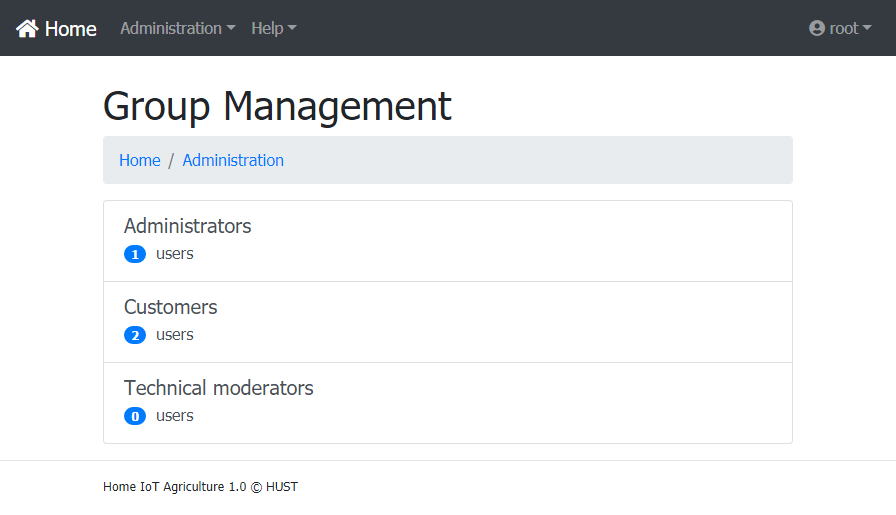 Home Administration Help root
Group Management
Home / Administration
Administrators
1 users
Customers
2 users
Technical moderators
0 users
Home IoT Agriculture 1.0 © HUST